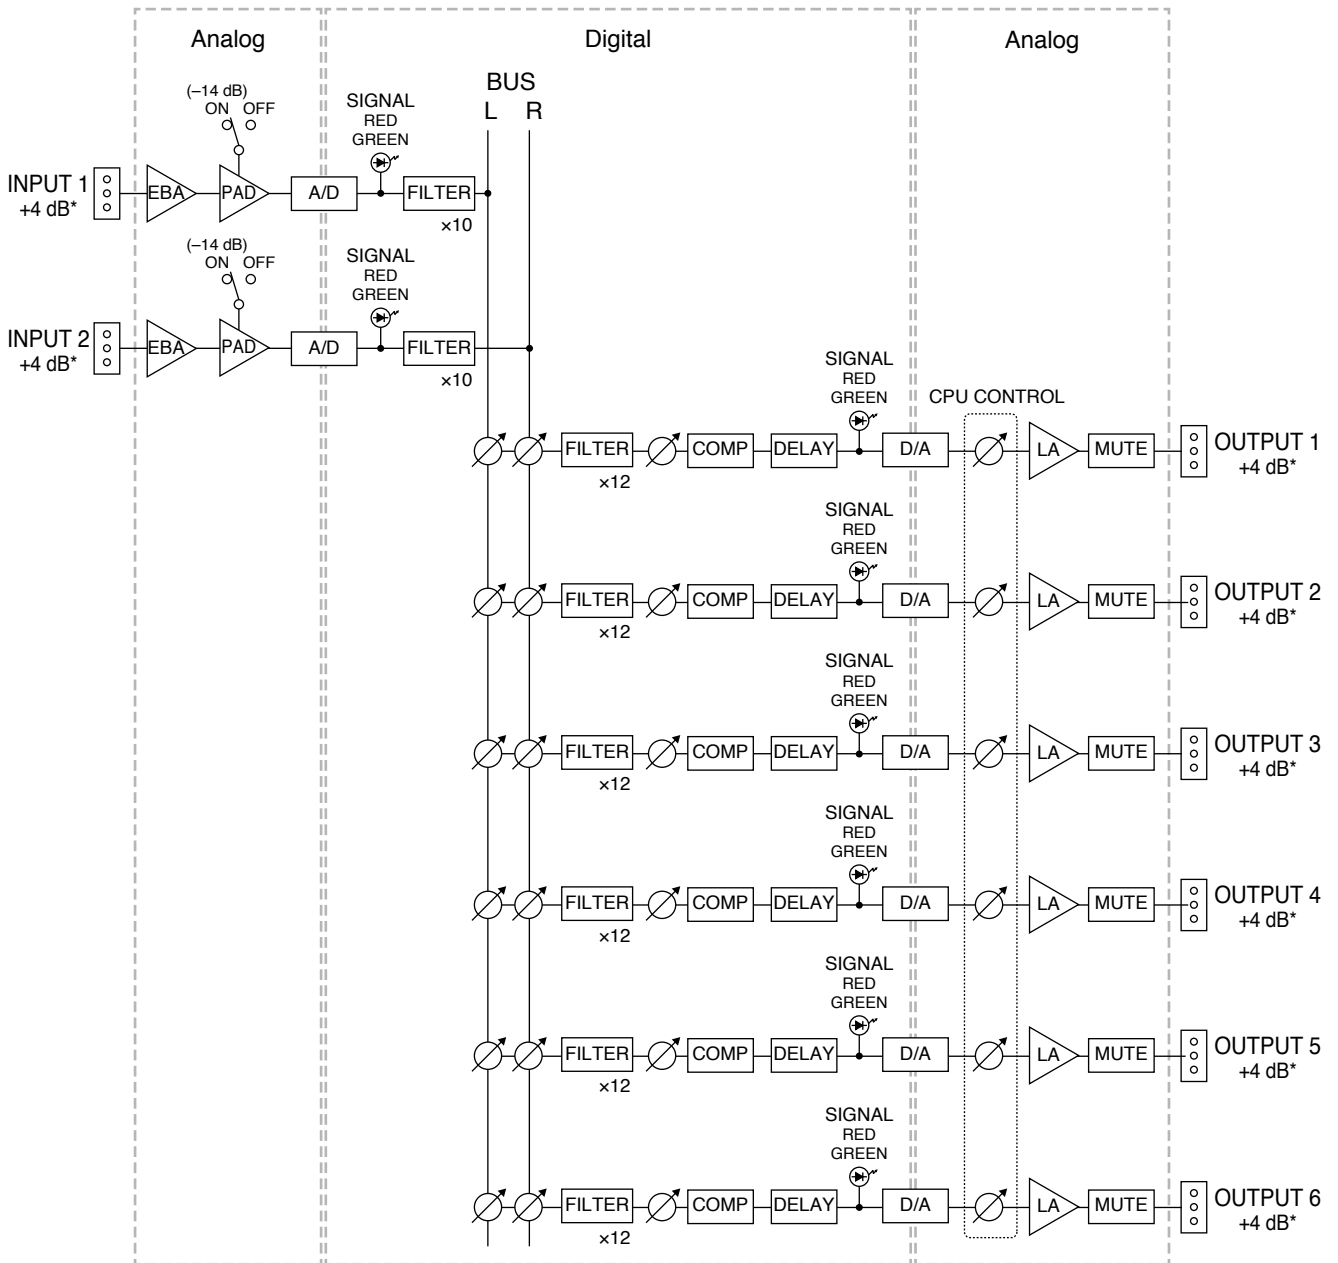 Analog Digital Analog
BUS
L R
(–14 dB)
ON OFF
SIGNAL
RED
GREEN
INPUT 1
+4 dB*
EBA PAD A/D FILTER
×10
(–14 dB)
ON OFF
SIGNAL
RED
GREEN
INPUT 2
+4 dB*
EBA PAD A/D FILTER
×10
SIGNAL
RED
GREEN
CPU CONTROL
FILTER COMP DELAY D/A LA MUTE
×12
OUTPUT 1
+4 dB*
SIGNAL
RED
GREEN
FILTER COMP DELAY D/A LA MUTE
×12
OUTPUT 2
+4 dB*
SIGNAL
RED
GREEN
FILTER COMP DELAY D/A LA MUTE
×12
OUTPUT 3
+4 dB*
SIGNAL
RED
GREEN
FILTER COMP DELAY D/A LA MUTE
×12
OUTPUT 4
+4 dB*
SIGNAL
RED
GREEN
FILTER COMP DELAY D/A LA MUTE
×12
OUTPUT 5
+4 dB*
SIGNAL
RED
GREEN
FILTER COMP DELAY D/A LA MUTE
×12
OUTPUT 6
+4 dB*